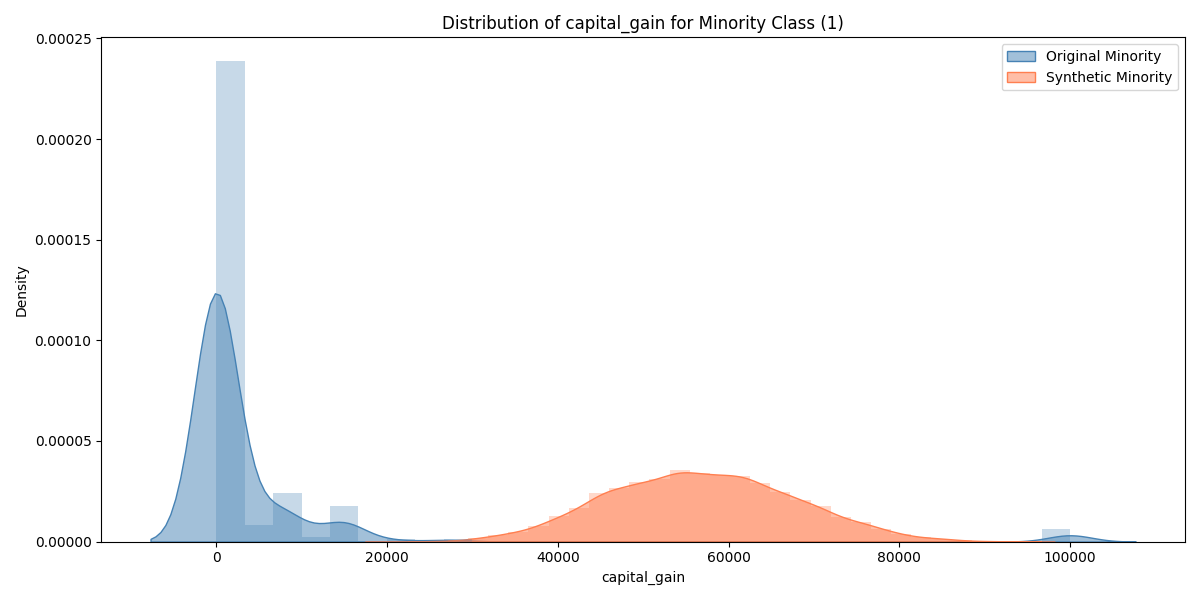 Distribution of capital_gain for Minority Class (1)
Original Minority
Synthetic Minority
0.00025
0.00020
0.00015
0.00010
0.00005
0.00000
Density
0 20000 40000 60000 80000 100000
capital_gain